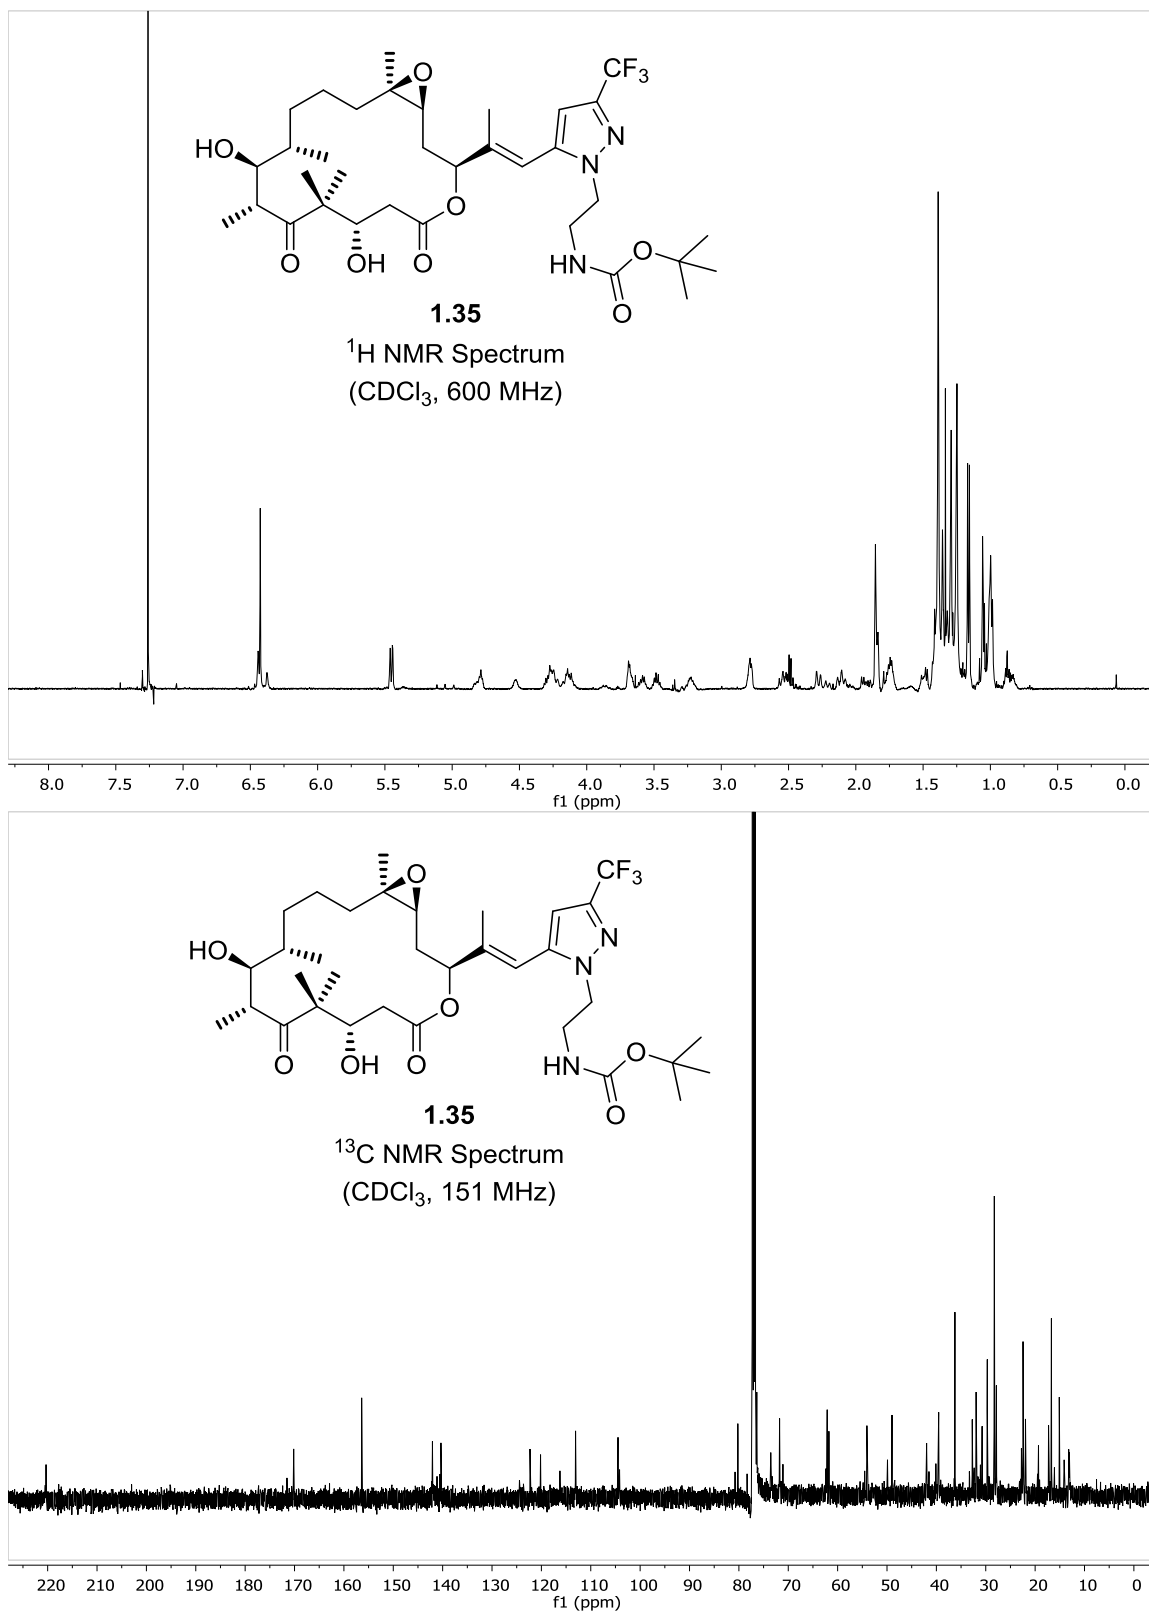 CF3
O
N
N
HO
O
O
O
OH
O
HN
O
O
1.35
1H NMR Spectrum
(CDCl3, 600 MHz)
8.0 7.5 7.0 6.5 6.0 5.5 5.0 4.5 4.0 3.5 3.0 2.5 2.0 1.5 1.0 0.5 0.0
f1 (ppm)
CF3
O
N
N
HO
O
O
OH
O
HN
O
O
1.35
13C NMR Spectrum
(CDCl3, 151 MHz)
220 210 200 190 180 170 160 150 140 130 120 110 100 90 80 70 60 50 40 30 20 10 0
f1 (ppm)